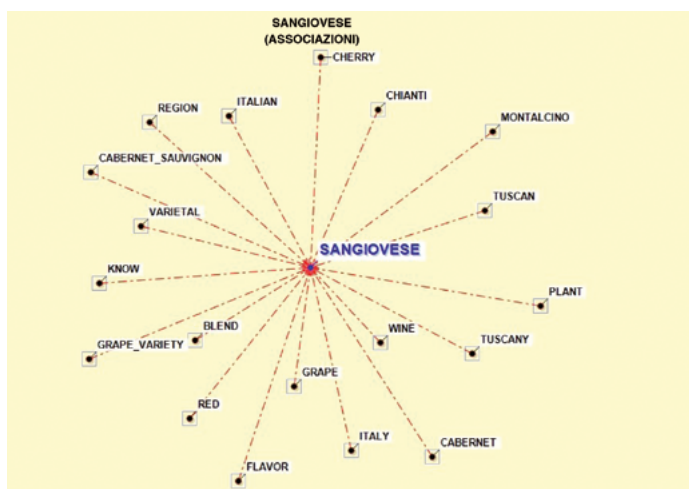 SANGIOVESE
(ASSOCIAZIONI)
CHERRY
CHIANTI
ITALIAN
REGION
MONTALCINO
CABERNET_SAUVIGNON
TUSCAN
VARIETAL
SANGIOVESE
KNOW
PLANT
BLEND
WINE
GRAPE_VARIETY
TUSCANY
GRAPE
RED
ITALY
CABERNET
FLAVOR